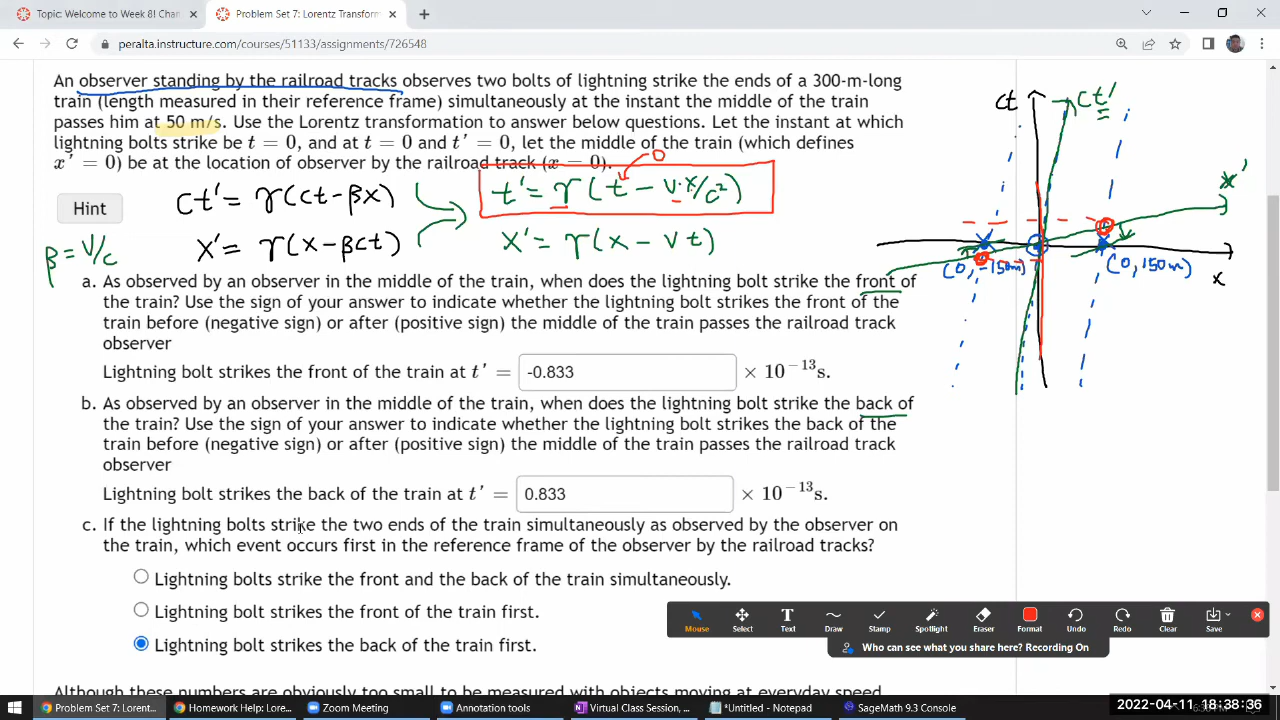 Topic: Welcome to Week 8! Chan
Problem Set 7: Lorentz Transform
peralta.instructure.com/courses/51133/assignments/726548
An observer standing by the railroad tracks observes two bolts of lightning strike the ends of a 300-m-long
train (length measured in their reference frame) simultaneously at the instant the middle of the train
passes him at 50 m/s. Use the Lorentz transformation to answer below questions. Let the instant at which
lightning bolts strike be t = 0, and at t = 0 and t' = 0, let the middle of the train (which defines
x' = 0) be at the location of observer by the railroad track (x = 0).
Hint
ct' = γ(ct - βx)
x' = γ(x - βct)
β = v/c
0
t' = γ(t - v·x/c²)
x' = γ(x - vt)
ct
ct'
x'
(0, -150m)
(0, 150m)
x
a. As observed by an observer in the middle of the train, when does the lightning bolt strike the front of
the train? Use the sign of your answer to indicate whether the lightning bolt strikes the front of the
train before (negative sign) or after (positive sign) the middle of the train passes the railroad track
observer
Lightning bolt strikes the front of the train at t' = -0.833 × 10⁻¹³s.
b. As observed by an observer in the middle of the train, when does the lightning bolt strike the back of
the train? Use the sign of your answer to indicate whether the lightning bolt strikes the back of the
train before (negative sign) or after (positive sign) the middle of the train passes the railroad track
observer
Lightning bolt strikes the back of the train at t' = 0.833 × 10⁻¹³s.
c. If the lightning bolts strike the two ends of the train simultaneously as observed by the observer on
the train, which event occurs first in the reference frame of the observer by the railroad tracks?
Lightning bolts strike the front and the back of the train simultaneously.
Lightning bolt strikes the front of the train first.
Lightning bolt strikes the back of the train first.
Although these numbers are obviously too small to be measured with objects moving at everyday speed
Mouse Select Text Draw Stamp Spotlight Eraser Format Undo Redo Clear Save
Who can see what you share here? Recording On
Problem Set 7: Lore...
Homework Help: Lore...
Zoom Meeting
Annotation tools
Virtual Class Session, ...
*Untitled - Notepad
SageMath 9.3 Console
2022-04-11 18:38:36